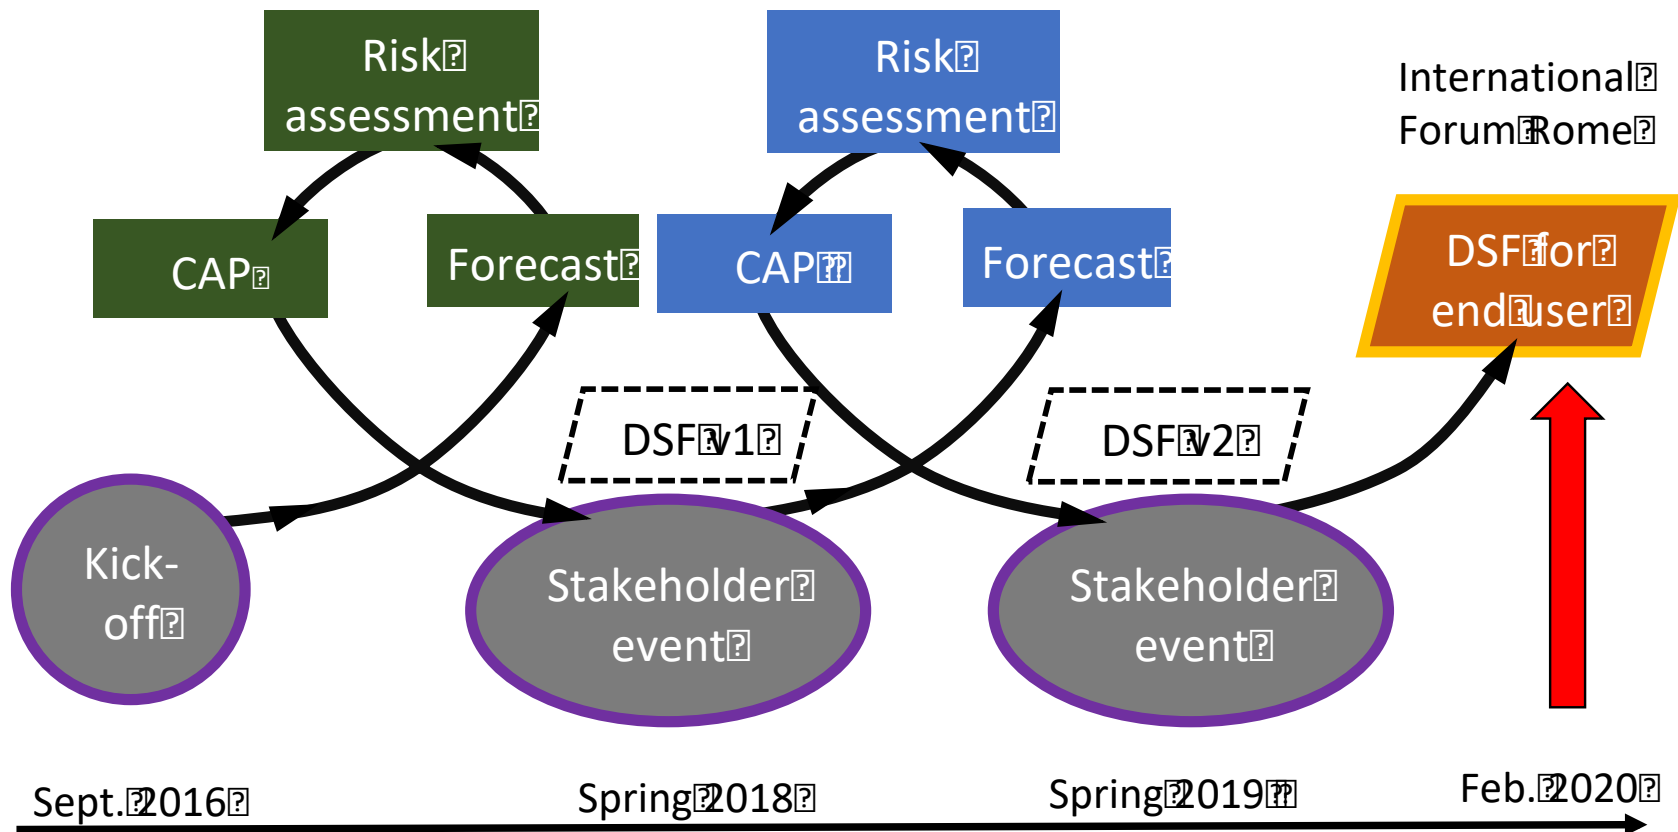 Risk
assessment
Risk
assessment
International
Forum Rome
CAP
Forecast
CAP
Forecast
DSF for
end user
DSF v1
DSF v2
Kick-
off
Stakeholder
event
Stakeholder
event
Sept. 2016
Spring 2018
Spring 2019
Feb. 2020